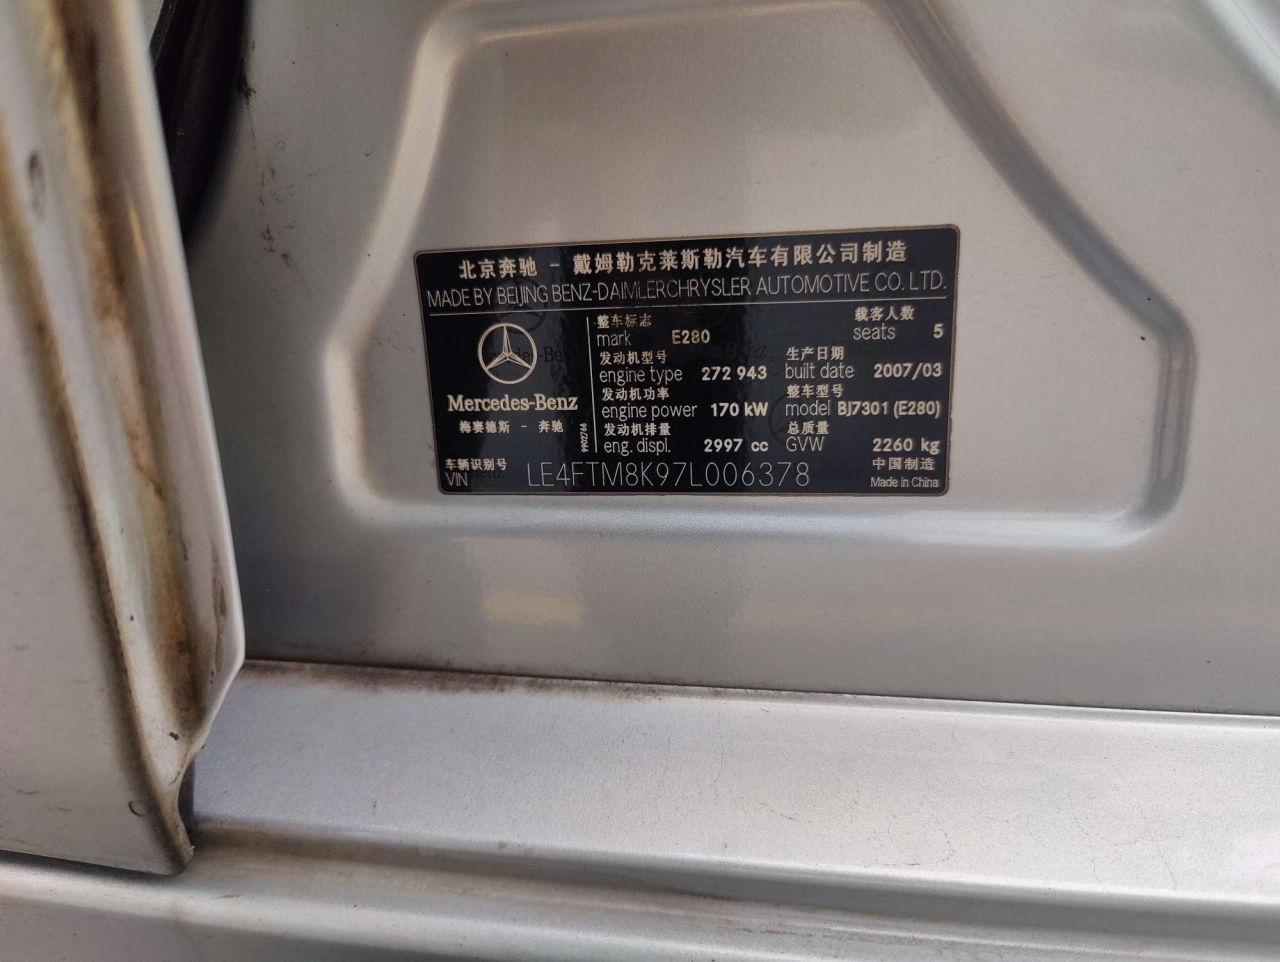 北京奔驰 - 戴姆勒克莱斯勒汽车有限公司制造
MADE BY BEIJING BENZ-DAIMLERCHRYSLER AUTOMOTIVE CO. LTD.
Mercedes-Benz
梅赛德斯 - 奔驰
9902766
整车标志
mark E280
载客人数
seats 5
发动机型号
engine type 272 943
生产日期
built date 2007/03
发动机功率
engine power 170 kW
整车型号
model BJ7301 (E280)
发动机排量
eng. displ. 2997 cc
总质量
GVW 2260 kg
车辆识别号
VIN LE4FTM8K97L006378
中国制造
Made in China